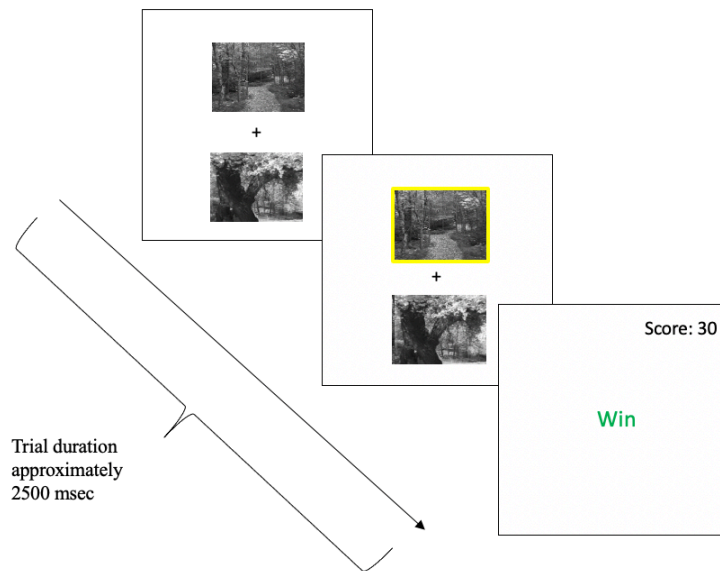 +
+
Score: 30
Win
Trial duration
approximately
2500 msec